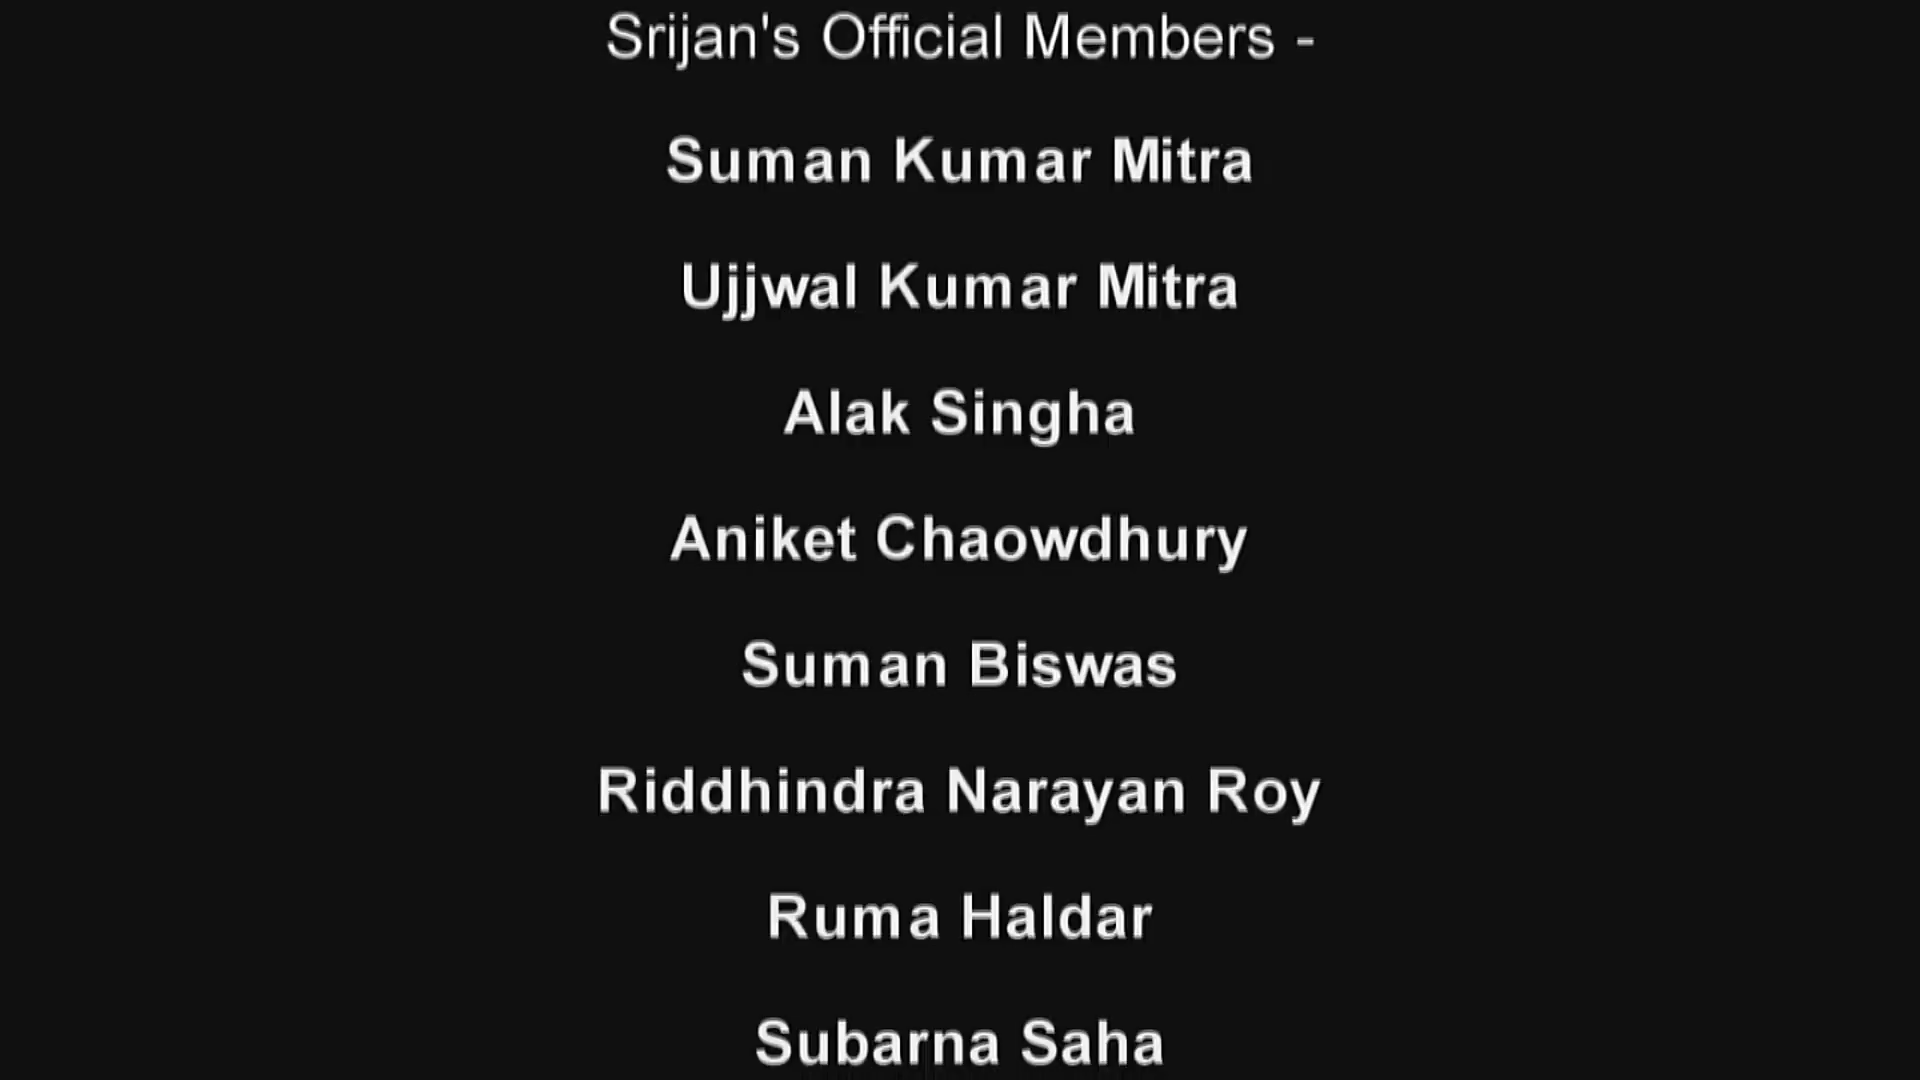 Srijan's Official Members -
Suman Kumar Mitra
Ujjwal Kumar Mitra
Alak Singha
Aniket Chaowdhury
Suman Biswas
Riddhindra Narayan Roy
Ruma Haldar
Subarna Saha